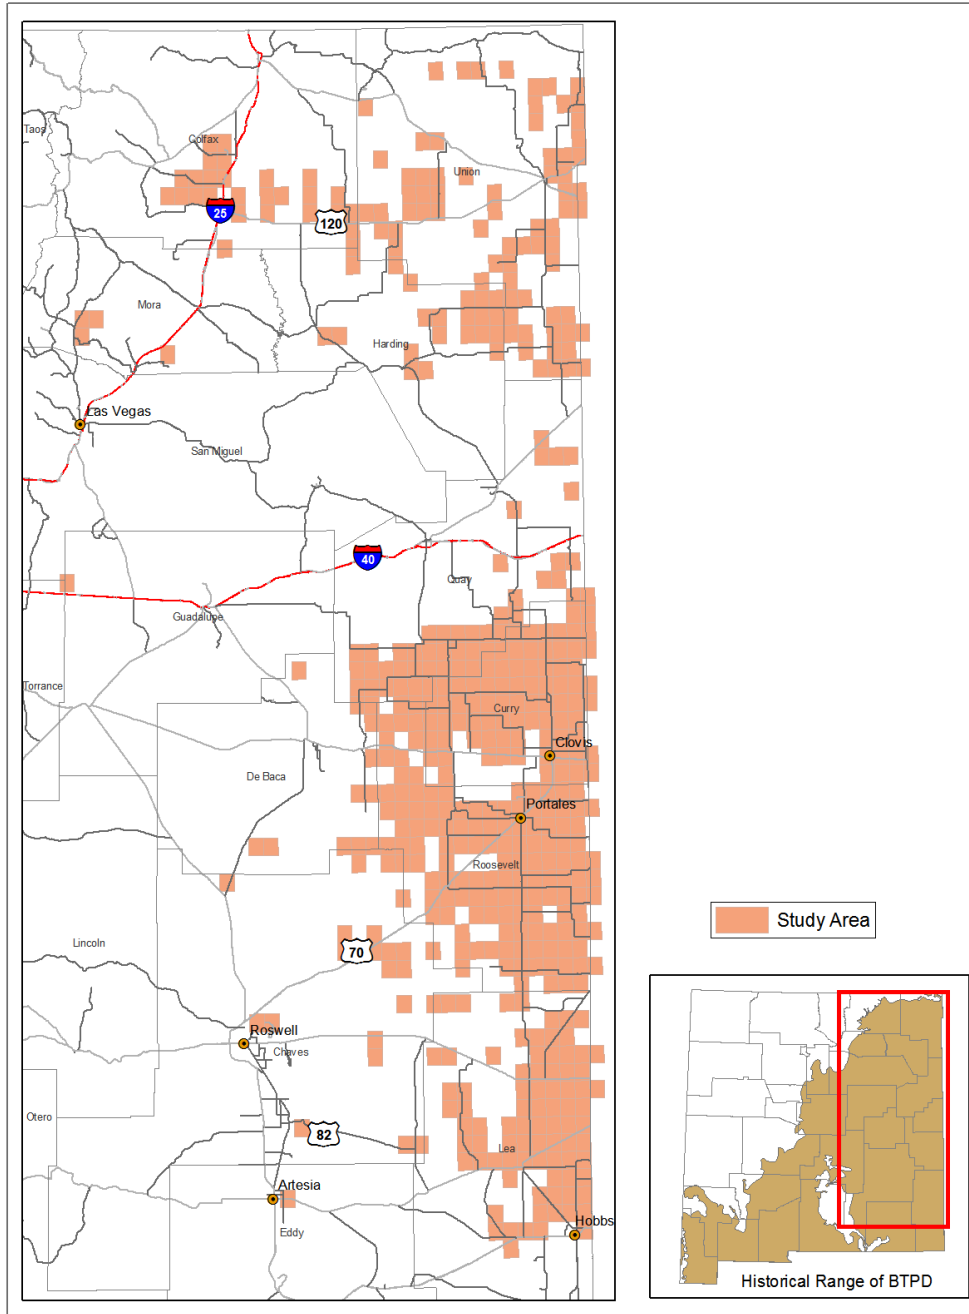 Taos
Colfax
Union
25
120
Mora
Harding
Las Vegas
San Miguel
40
Quay
Guadalupe
Torrance
Curry
Clovis
De Baca
Portales
Roosevelt
Lincoln
70
Roswell
Chaves
Otero
82
Lea
Artesia
Eddy
Hobbs
Study Area
Historical Range of BTPD